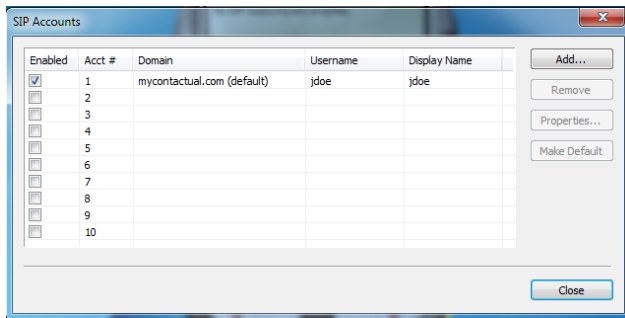 SIP Accounts
Enabled Acct # Domain Username Display Name
1 mycontactual.com (default) jdoe jdoe
2
3
4
5
6
7
8
9
10
Add...
Remove
Properties...
Make Default
Close